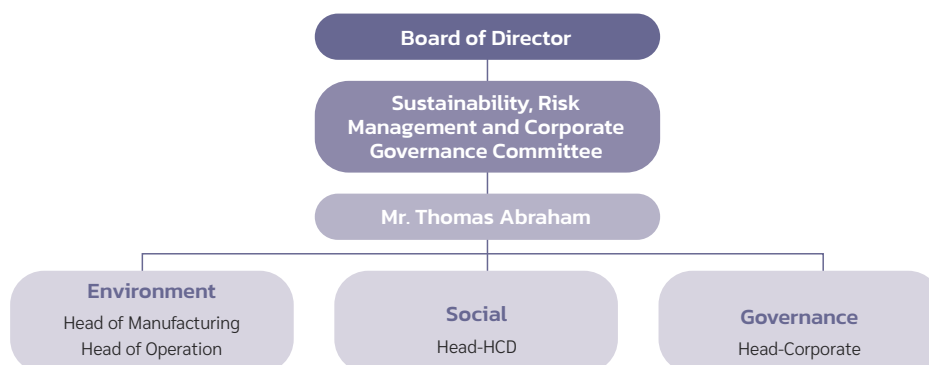 Board of Director
Sustainability, Risk
Management and Corporate
Governance Committee
Mr. Thomas Abraham
Environment
Head of Manufacturing
Head of Operation
Social
Head-HCD
Governance
Head-Corporate